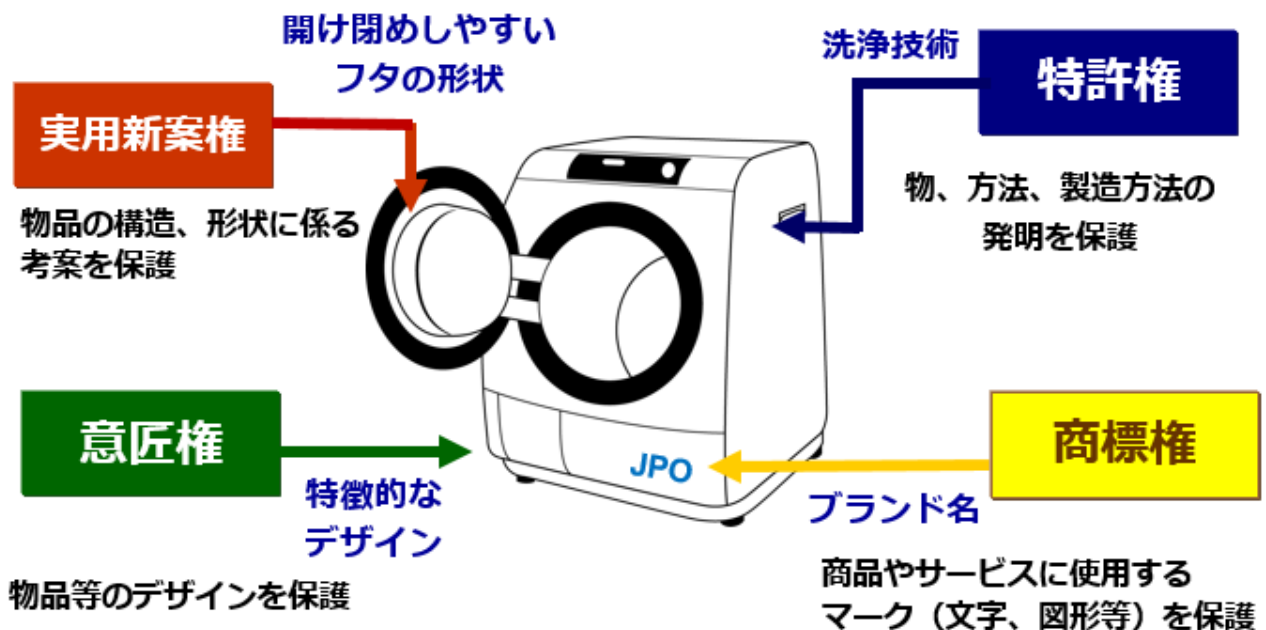 開け閉めしやすい
フタの形状
実用新案権
物品の構造、形状に係る
考案を保護
洗浄技術
特許権
物、方法、製造方法の
発明を保護
意匠権
特徴的な
デザイン
物品等のデザインを保護
JPO
商標権
ブランド名
商品やサービスに使用する
マーク（文字、図形等）を保護